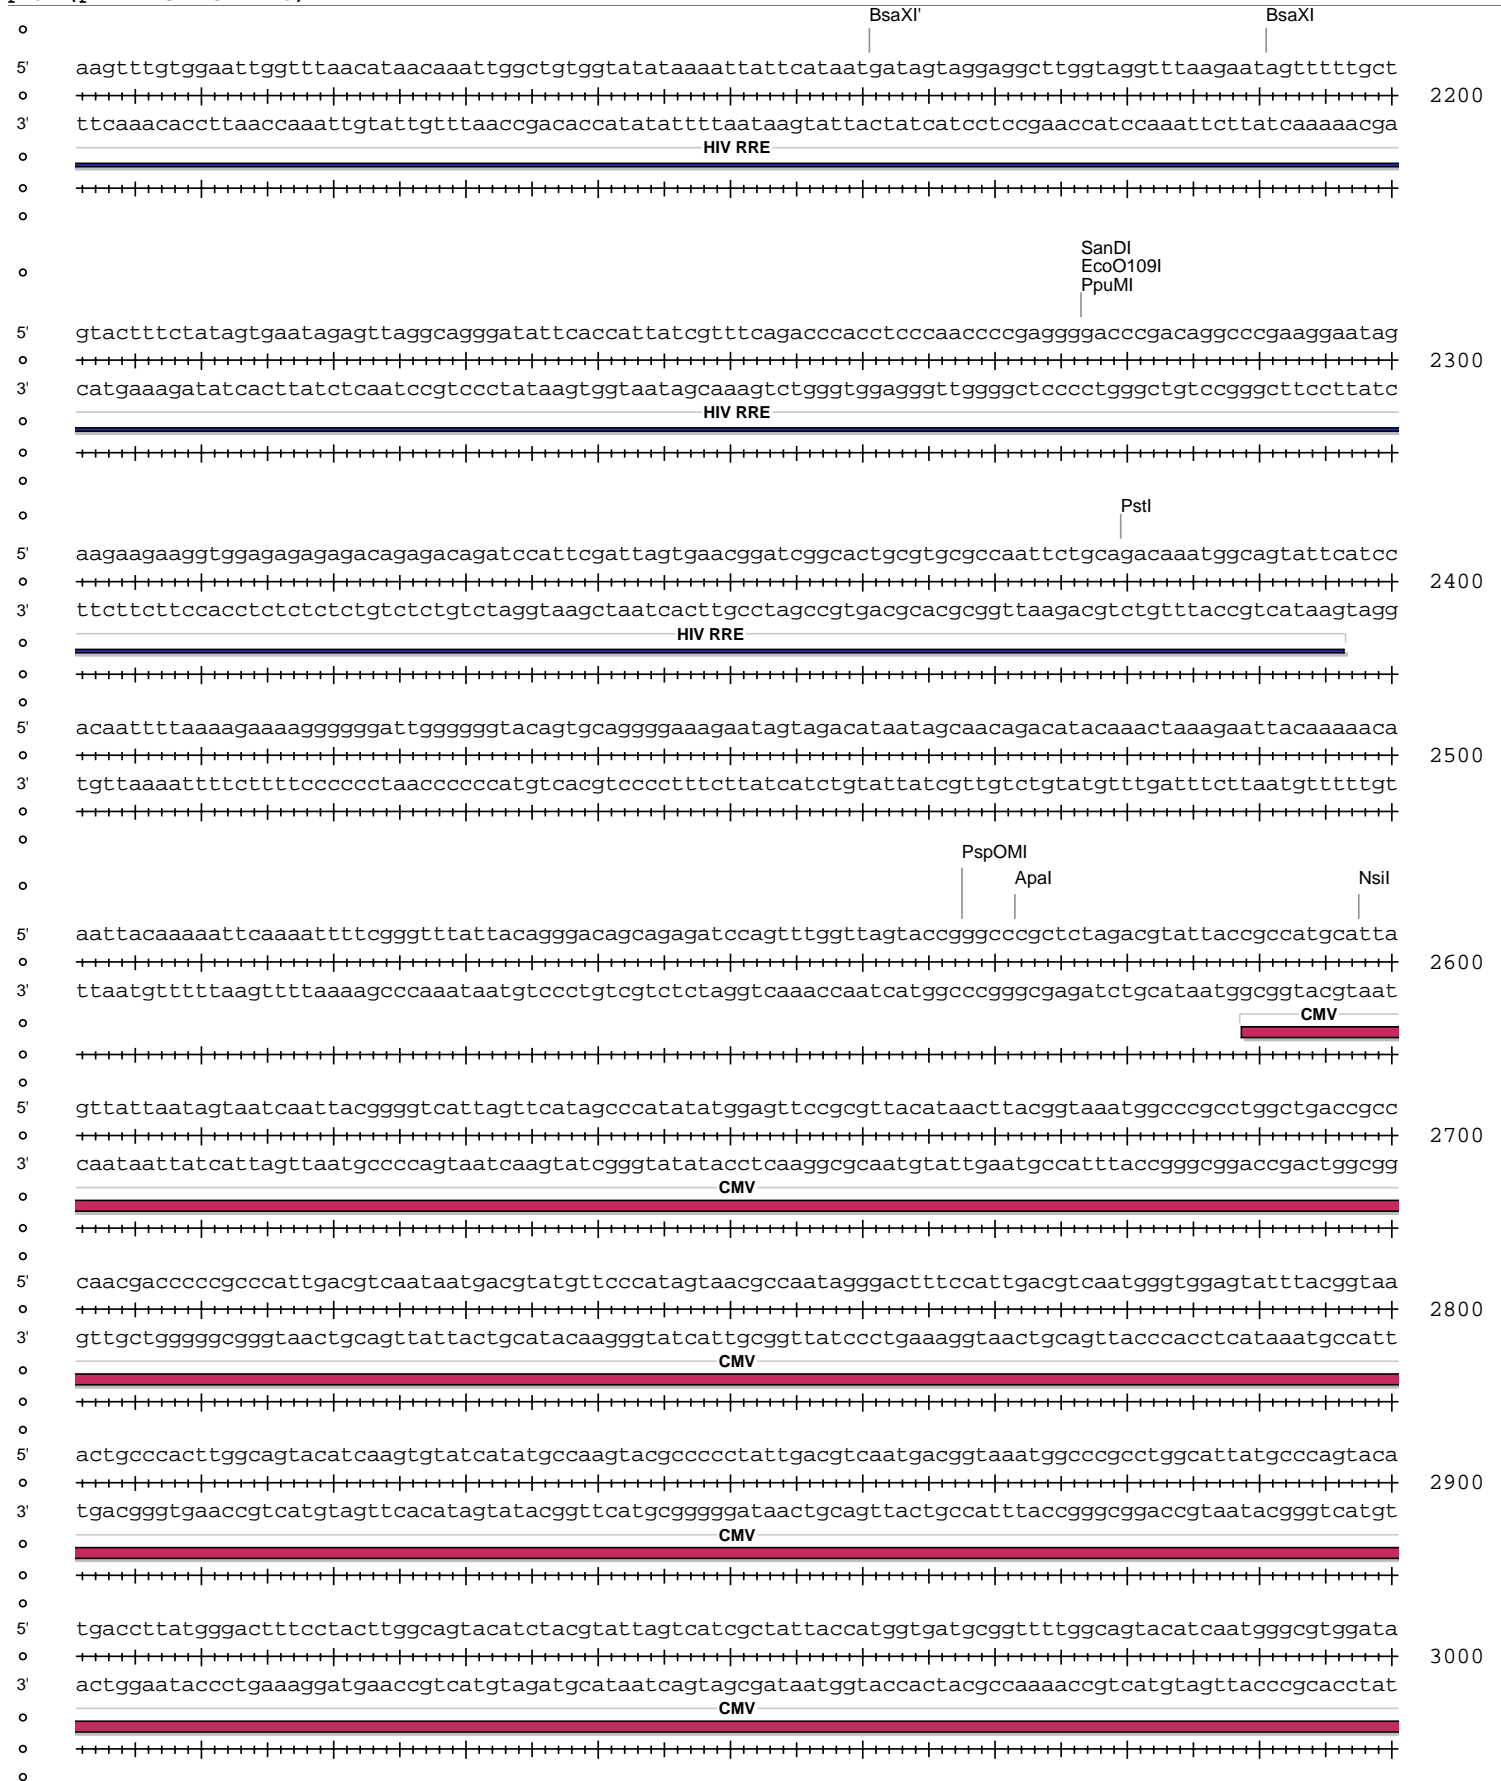 BsaXI' BsaXI
5' aagtttgtggaattggtttaacataacaaattggctgtggtatataaaattattcataatgatagtaggaggcttggtaggtttaagaatagtttttgct
2200
3' ttcaaacaccttaaccaaattgtattgtttaaccgacaccatatattttaataagtattactatcatcctccgaaccatccaaattcttatcaaaaacga
HIV RRE
SanDI
EcoO109I
PpuMI
5' gtactttctatagtgaatagagttaggcagggatattcaccattatcgtttcagacccacctcccaaccccgaggggacccgacaggcccgaaggaatag
2300
3' catgaaagatatcacttatctcaatccgtccctataagtggtaatagcaaagtctgggtggagggttggggctcccctgggctgtccgggcttccttatc
HIV RRE
PstI
5' aagaagaaggtggagagagagacagagacagatccattcgattagtgaacggatcggcactgcgtgcgccaattctgcagacaaatggcagtattcatcc
2400
3' ttcttcttccacctctctctctgtctctgtctaggtaagctaatcacttgcctagccgtgacgcacgcggttaagacgtctgtttaccgtcataagtagg
HIV RRE
5' acaattttaaaagaaaaggggggattggggggtacagtgcaggggaaagaatagtagacataatagcaacagacatacaaactaaagaattacaaaaaca
2500
3' tgttaaaattttcttttcccccctaaccccccatgtcacgtcccctttcttatcatctgtattatcgttgtctgtatgtttgatttcttaatgtttttgt
PspOMI
ApaI NsiI
5' aattacaaaaattcaaaattttcgggtttattacagggacagcagagatccagtttggttagtaccgggcccgctctagacgtattaccgccatgcatta
2600
3' ttaatgtttttaagttttaaaagcccaaataatgtccctgtcgtctctaggtcaaaccaatcatggcccgggcgagatctgcataatggcggtacgtaat
CMV
5' gttattaatagtaatcaattacggggtcattagttcatagcccatatatggagttccgcgttacataacttacggtaaatggcccgcctggctgaccgcc
2700
3' caataattatcattagttaatgccccagtaatcaagtatcgggtatatacctcaaggcgcaatgtattgaatgccatttaccgggcggaccgactggcgg
CMV
5' caacgacccccgcccattgacgtcaataatgacgtatgttcccatagtaacgccaatagggactttccattgacgtcaatgggtggagtatttacggtaa
2800
3' gttgctgggggcgggtaactgcagttattactgcatacaagggtatcattgcggttatccctgaaaggtaactgcagttacccacctcataaatgccatt
CMV
5' actgcccacttggcagtacatcaagtgtatcatatgccaagtacgccccctattgacgtcaatgacggtaaatggcccgcctggcattatgcccagtaca
2900
3' tgacgggtgaaccgtcatgtagttcacatagtatacggttcatgcgggggataactgcagttactgccatttaccgggcggaccgtaatacgggtcatgt
CMV
5' tgaccttatgggactttcctacttggcagtacatctacgtattagtcatcgctattaccatggtgatgcggttttggcagtacatcaatgggcgtggata
3000
3' actggaataccctgaaaggatgaaccgtcatgtagatgcataatcagtagcgataatggtaccactacgccaaaaccgtcatgtagttacccgcacctat
CMV